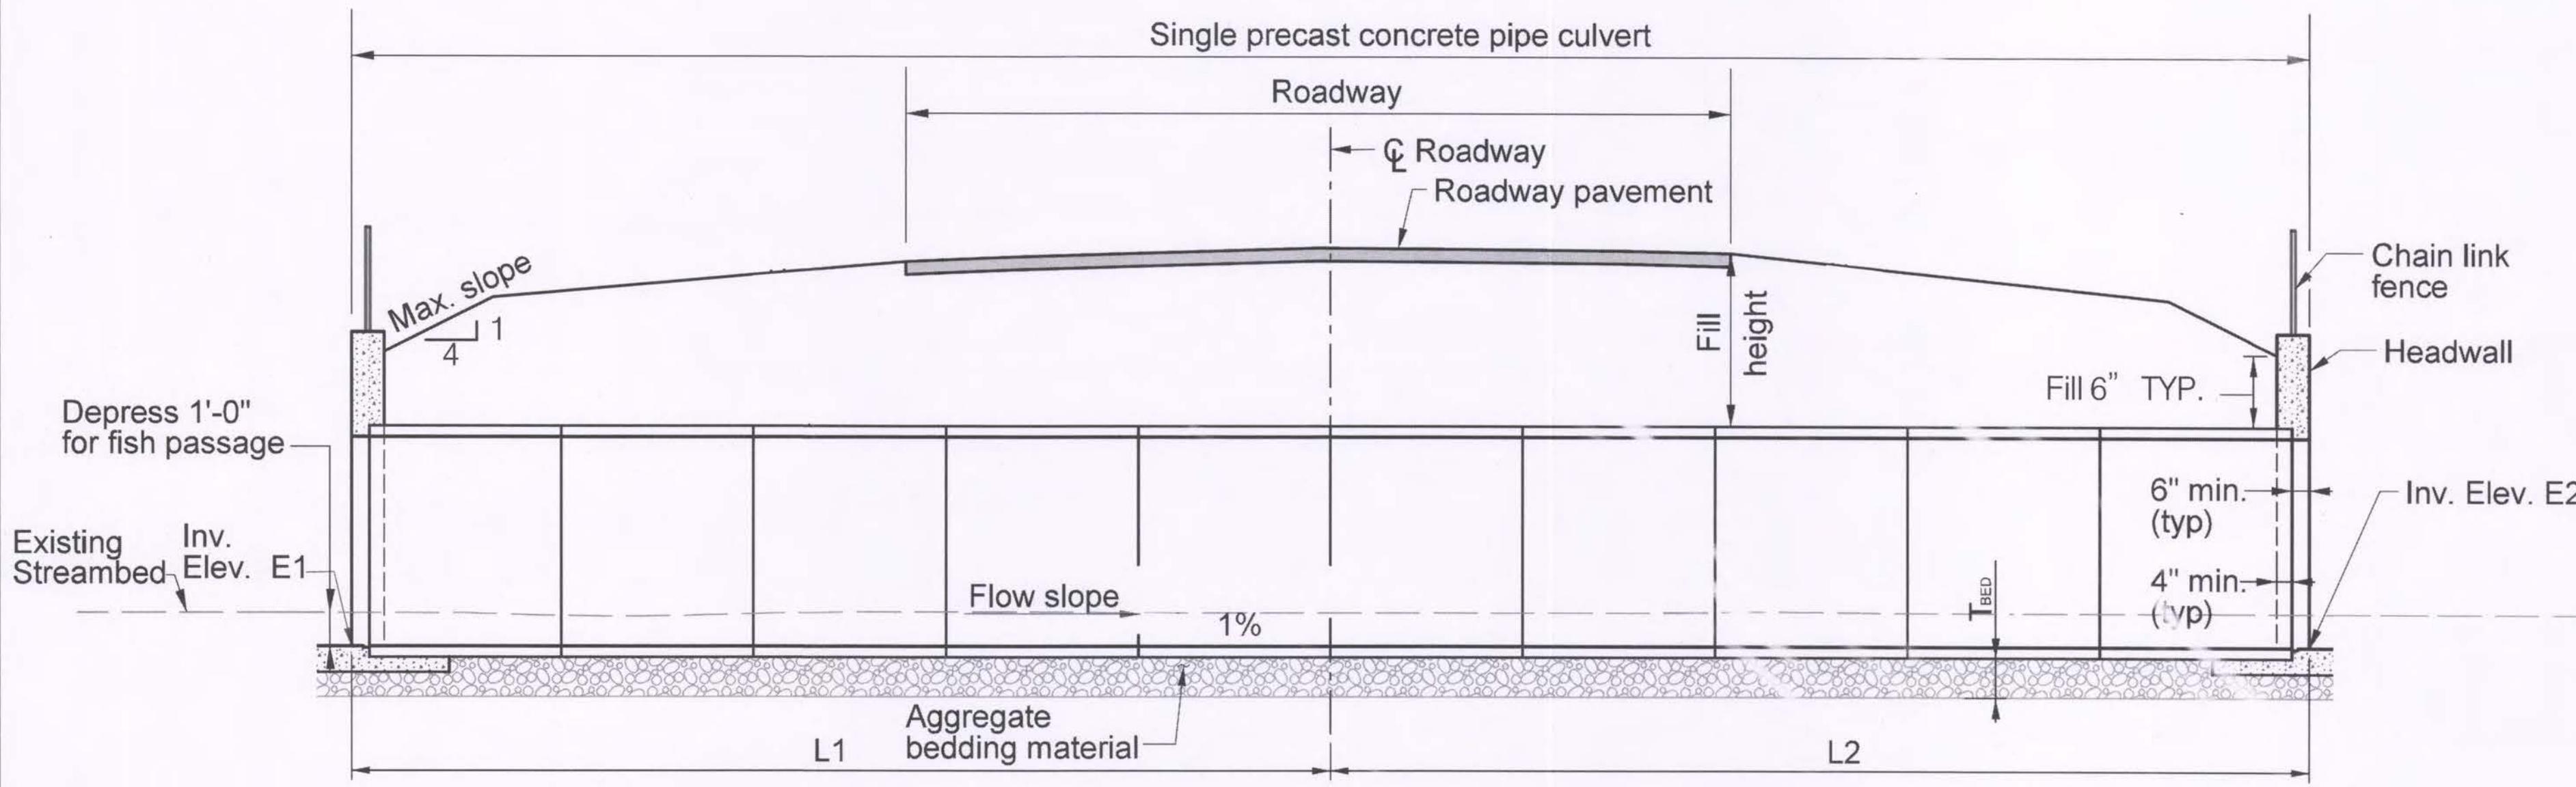 Single precast concrete pipe culvert
Roadway
℄ Roadway
Roadway pavement
Max. slope
1
4
Fill
height
Chain link
fence
Headwall
Fill 6” TYP.
Depress 1'-0"
for fish passage
6" min.
(typ)
Inv. Elev. E2
Existing
Streambed
Inv.
Elev. E1
4" min.
(typ)
Flow slope
1%
TBED
Aggregate
bedding material
L1
L2